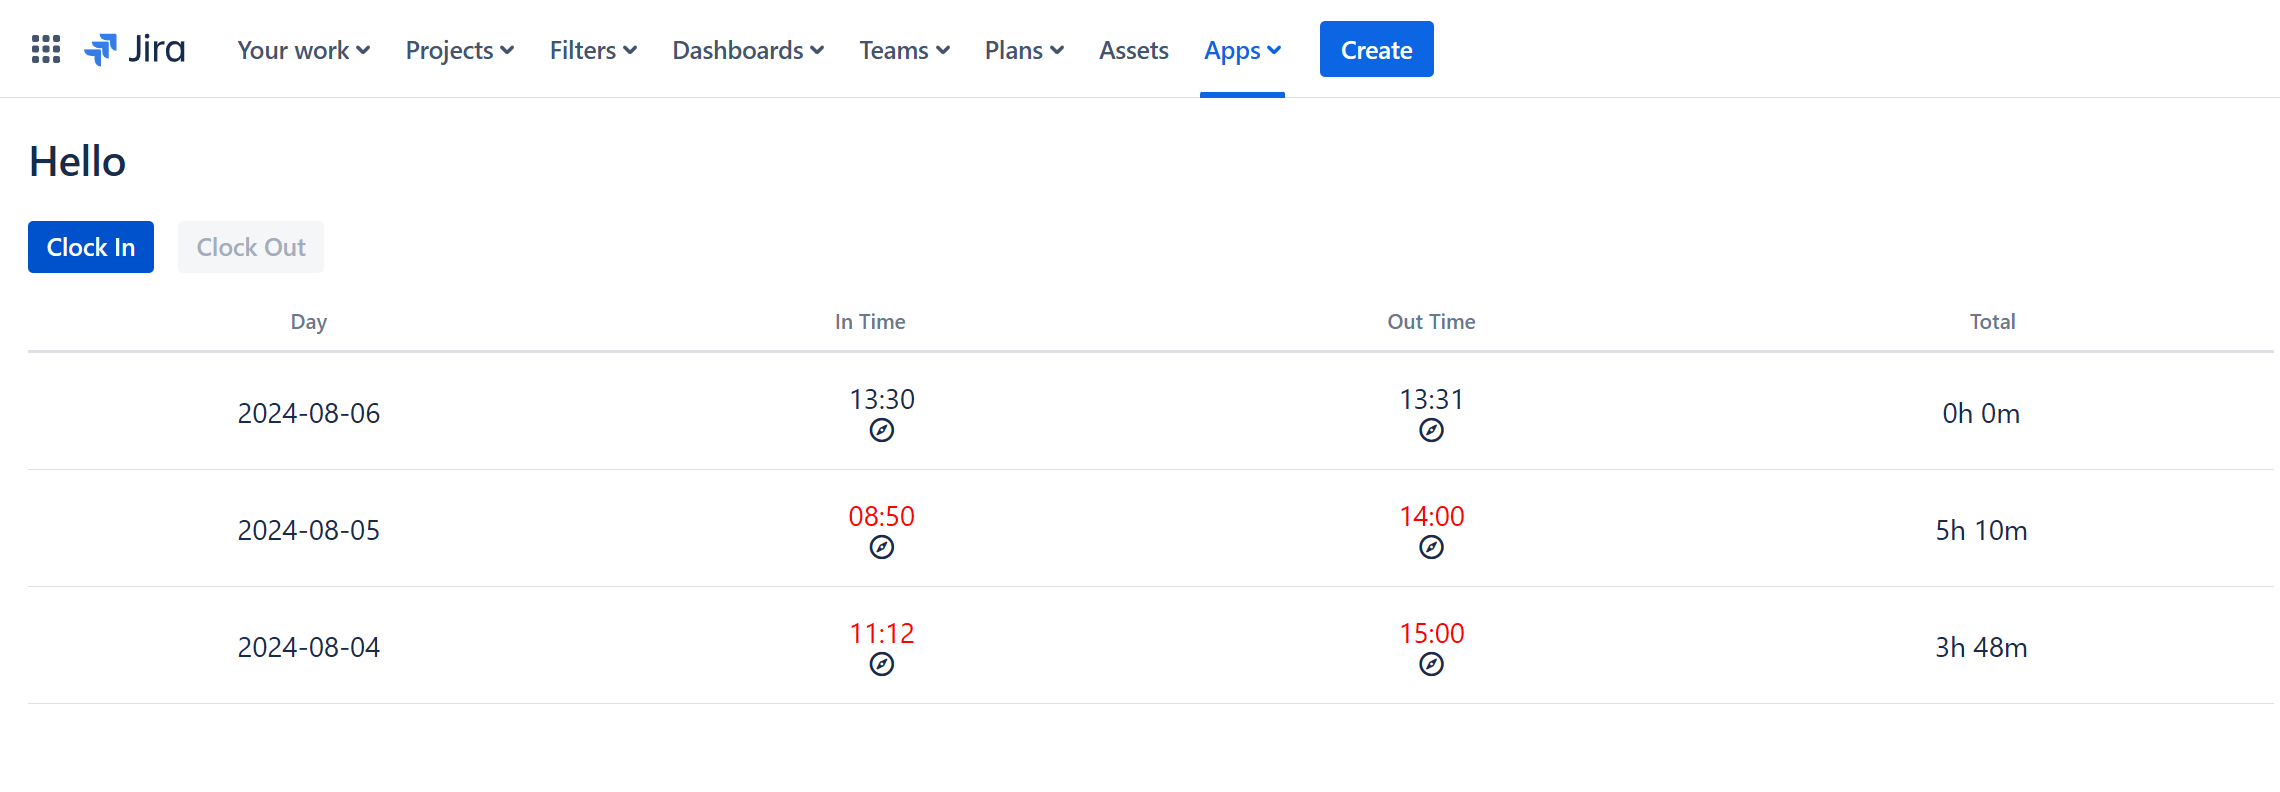 Jira Your work Projects Filters Dashboards Teams Plans Assets Apps Create
Hello
Clock In Clock Out
Day In Time Out Time Total
2024-08-06 13:30 13:31 0h 0m
2024-08-05 08:50 14:00 5h 10m
2024-08-04 11:12 15:00 3h 48m